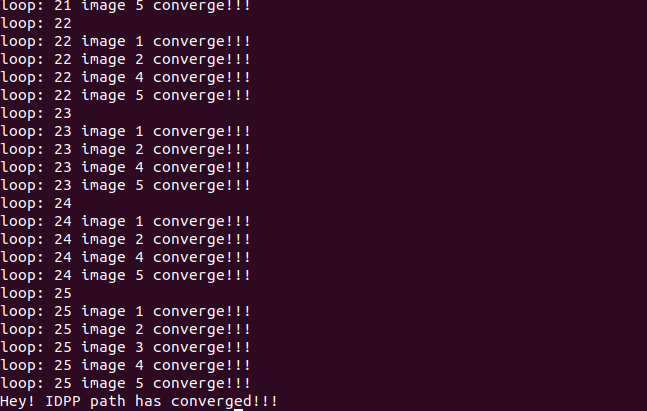 loop: 21 image 5 converge!!!
loop: 22
loop: 22 image 1 converge!!!
loop: 22 image 2 converge!!!
loop: 22 image 4 converge!!!
loop: 22 image 5 converge!!!
loop: 23
loop: 23 image 1 converge!!!
loop: 23 image 2 converge!!!
loop: 23 image 4 converge!!!
loop: 23 image 5 converge!!!
loop: 24
loop: 24 image 1 converge!!!
loop: 24 image 2 converge!!!
loop: 24 image 4 converge!!!
loop: 24 image 5 converge!!!
loop: 25
loop: 25 image 1 converge!!!
loop: 25 image 2 converge!!!
loop: 25 image 3 converge!!!
loop: 25 image 4 converge!!!
loop: 25 image 5 converge!!!
Hey! IDPP path has converged!!!